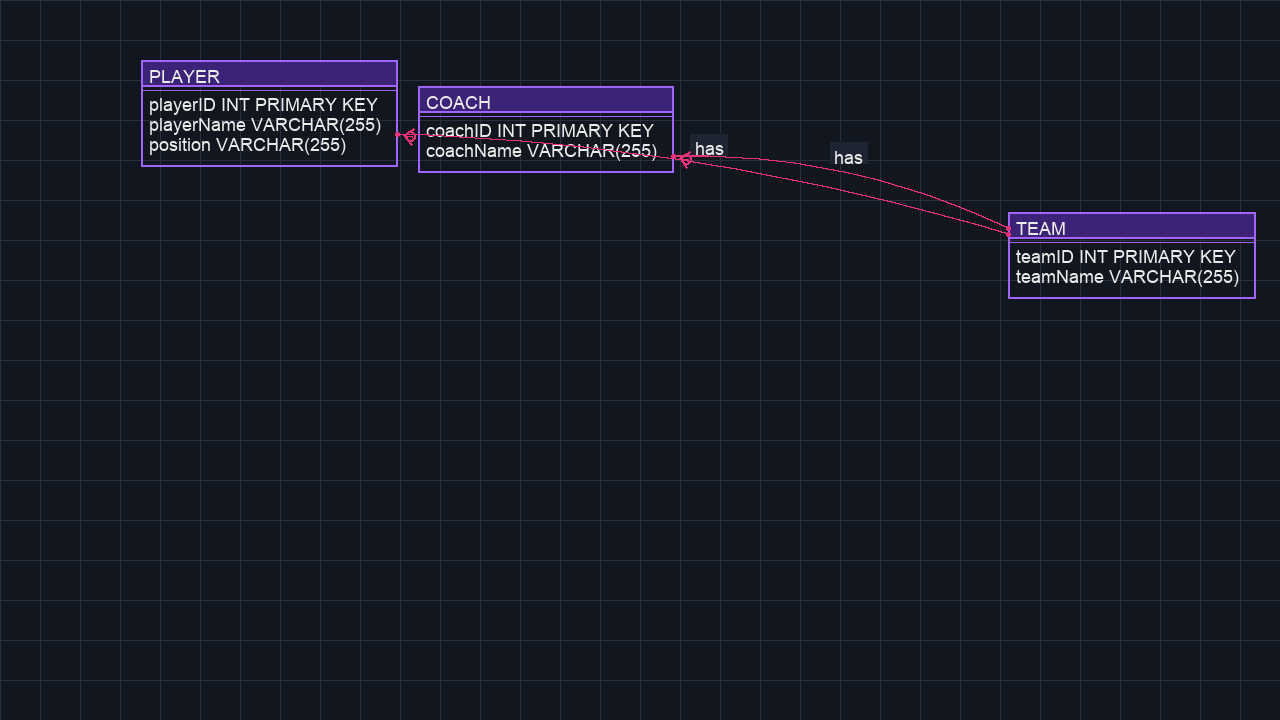 PLAYER
playerID INT PRIMARY KEY
playerName VARCHAR(255)
position VARCHAR(255)
COACH
coachID INT PRIMARY KEY
coachName VARCHAR(255)
has
has
TEAM
teamID INT PRIMARY KEY
teamName VARCHAR(255)